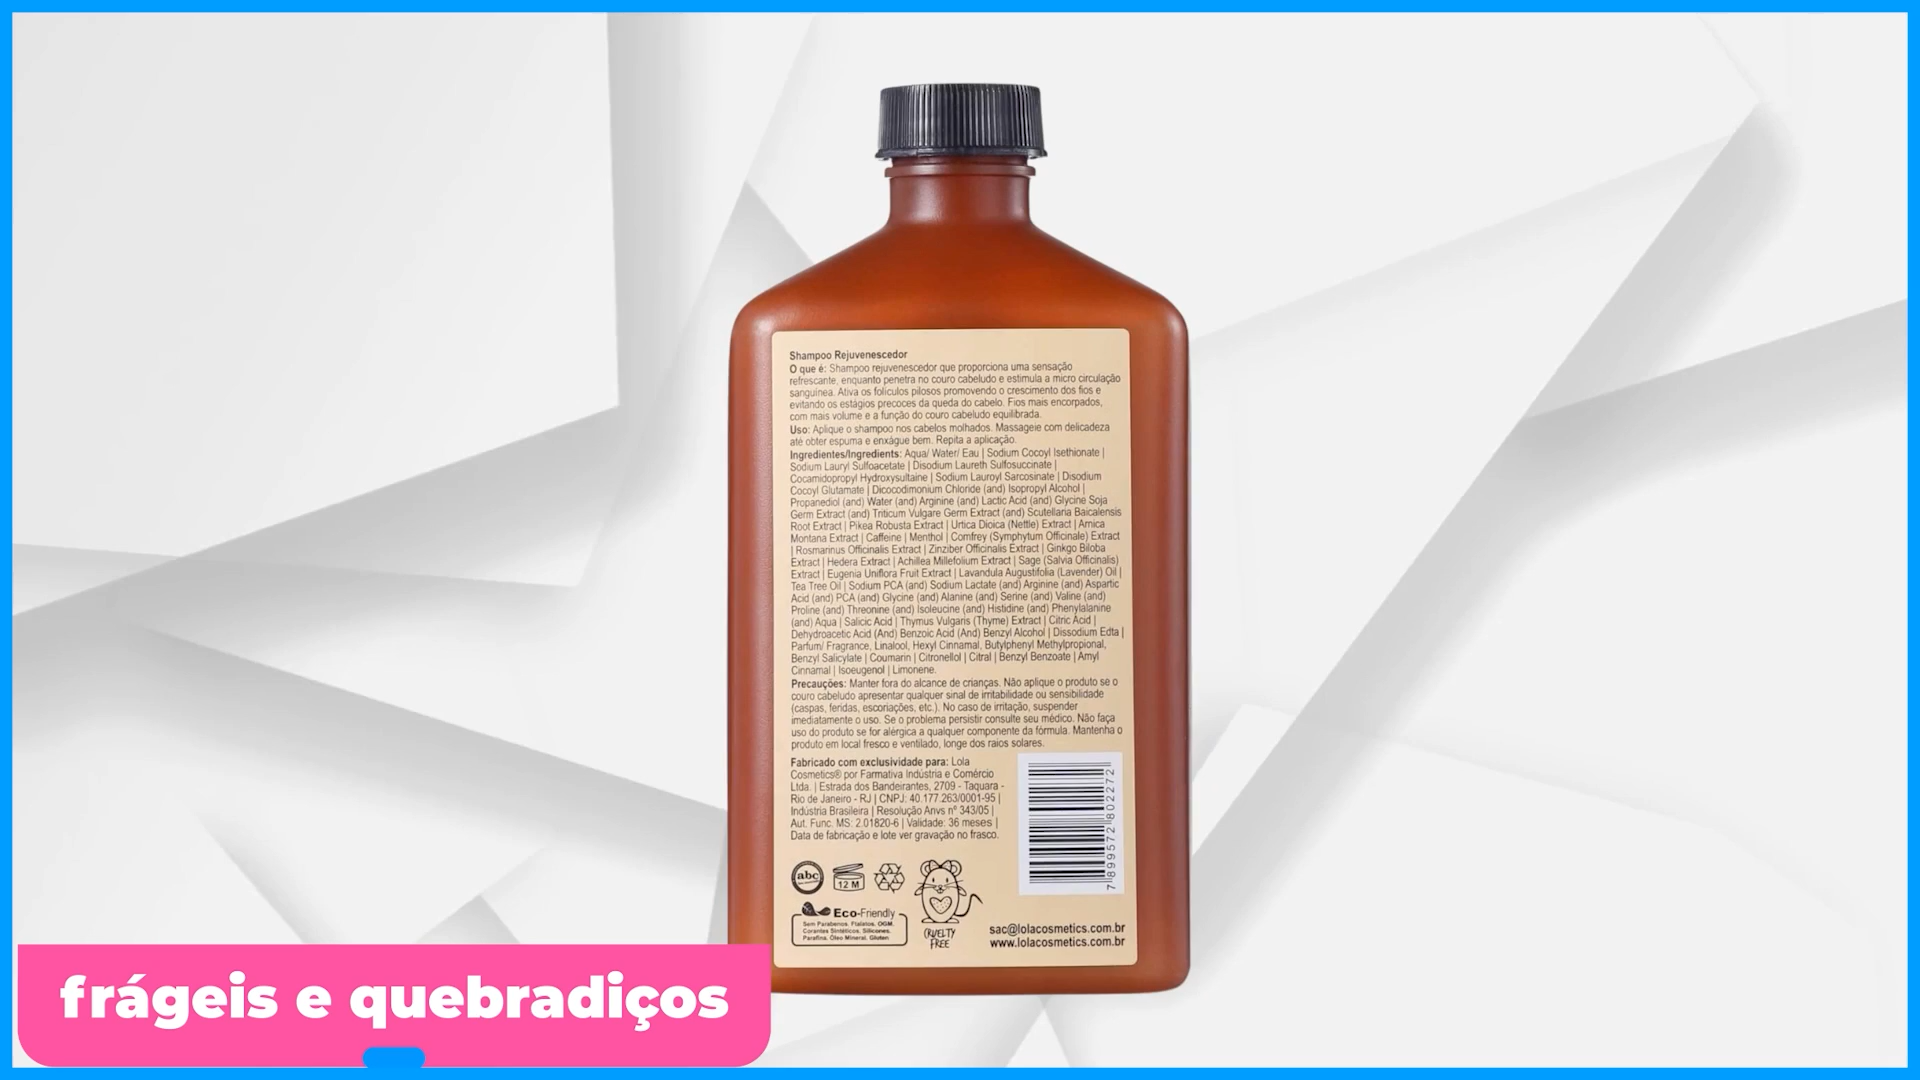 Shampoo Rejuvenescedor
O que é: Shampoo rejuvenescedor que proporciona uma sensação
refrescante, enquanto penetra no couro cabeludo e estimula a micro circulação
sanguínea. Ativa os folículos pilosos promovendo o crescimento dos fios e
evitando os estágios precoces da queda do cabelo. Fios mais encorpados,
com mais volume e a função do couro cabeludo equilibrada.
Uso: Aplique o shampoo nos cabelos molhados. Massageie com delicadeza
até obter espuma e enxágue bem. Repita a aplicação.
Ingredientes/Ingredients: Aqua/ Water/ Eau | Sodium Cocoyl Isethionate |
Sodium Lauryl Sulfoacetate | Disodium Laureth Sulfosuccinate |
Cocamidopropyl Hydroxysultaine | Sodium Lauroyl Sarcosinate | Disodium
Cocoyl Glutamate | Dicocodimonium Chloride (and) Isopropyl Alcohol |
Propanediol (and) Water (and) Arginine (and) Lactic Acid (and) Glycine Soja
Germ Extract (and) Triticum Vulgare Germ Extract (and) Scutellaria Baicalensis
Root Extract | Pikea Robusta Extract | Urtica Dioica (Nettle) Extract | Arnica
Montana Extract | Caffeine | Menthol | Comfrey (Symphytum Officinale) Extract
| Rosmarinus Officinalis Extract | Zinziber Officinalis Extract | Ginkgo Biloba
Extract | Hedera Extract | Achillea Millefolium Extract | Sage (Salvia Officinalis)
Extract | Eugenia Uniflora Fruit Extract | Lavandula Augustifolia (Lavender) Oil |
Tea Tree Oil | Sodium PCA (and) Sodium Lactate (and) Arginine (and) Aspartic
Acid (and) PCA (and) Glycine (and) Alanine (and) Serine (and) Valine (and)
Proline (and) Threonine (and) Isoleucine (and) Histidine (and) Phenylalanine
(and) Aqua | Salicic Acid | Thymus Vulgaris (Thyme) Extract | Citric Acid |
Dehydroacetic Acid (And) Benzoic Acid (And) Benzyl Alcohol | Dissodium Edta |
Parfum/ Fragrance, Linalool, Hexyl Cinnamal, Butylphenyl Methylpropional,
Benzyl Salicylate | Coumarin | Citronellol | Citral | Benzyl Benzoate | Amyl
Cinnamal | Isoeugenol | Limonene.
Precauções: Manter fora do alcance de crianças. Não aplique o produto se o
couro cabeludo apresentar qualquer sinal de irritabilidade ou sensibilidade
(caspas, feridas, escoriações, etc.). No caso de irritação, suspender
imediatamente o uso. Se o problema persistir consulte seu médico. Não faça
uso do produto se for alérgica a qualquer componente da fórmula. Mantenha o
produto em local fresco e ventilado, longe dos raios solares.
Fabricado com exclusividade para: Lola
Cosmetics® por Farmativa Indústria e Comércio
Ltda. | Estrada dos Bandeirantes, 2709 - Taquara -
Rio de Janeiro - RJ | CNPJ: 40.177.263/0001-95 |
Indústria Brasileira | Resolução Anvs nº 343/05 |
Aut. Func. MS: 2.01820-6 | Validade: 36 meses |
Data de fabricação e lote ver gravação no frasco.
7 899572 802272
abc
12 M
Eco-Friendly
Sem Parabenos, Ftalatos, OGM,
Corantes Sintéticos, Silicones,
Parafina, Óleo Mineral, Gluten
CRUELTY
FREE
sac@lolacosmetics.com.br
www.lolacosmetics.com.br
frágeis e quebradiços